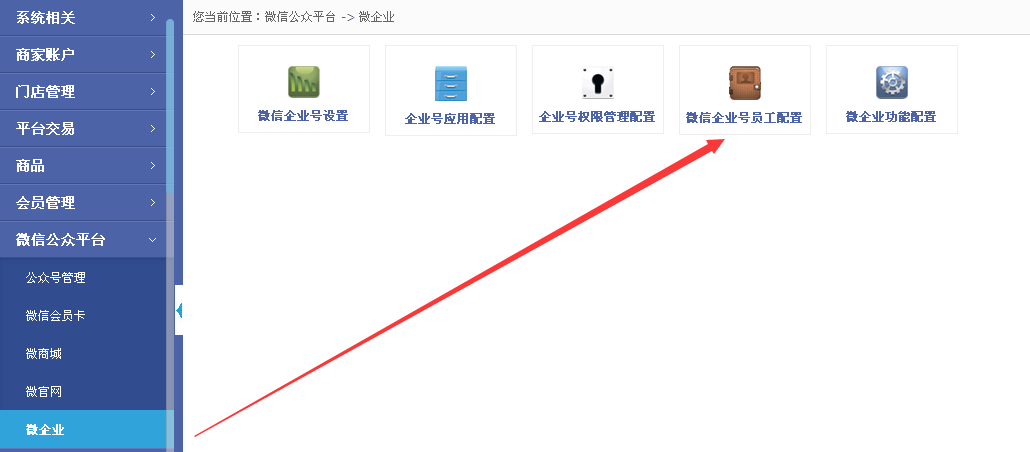 您当前位置：微信公众平台 -> 微企业
系统相关
商家账户
门店管理
平台交易
商品
会员管理
微信公众平台
公众号管理
微信会员卡
微商城
微官网
微企业
微信企业号设置
企业号应用配置
企业号权限管理配置
微信企业号员工配置
微企业功能配置